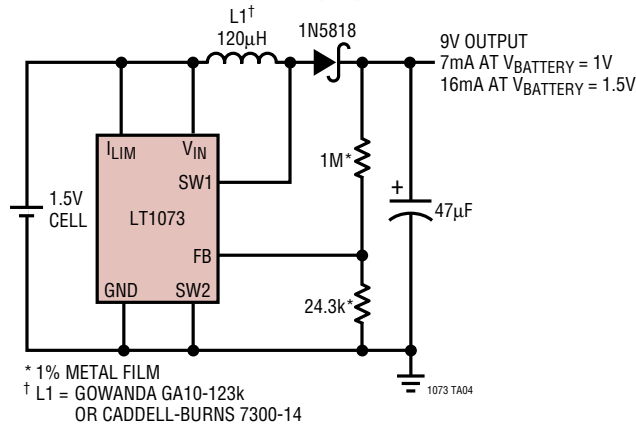 L1†
120µH
1N5818
9V OUTPUT
7mA AT VBATTERY = 1V
16mA AT VBATTERY = 1.5V
ILIM
VIN
SW1
1M*
1.5V
CELL
LT1073
+
47µF
FB
GND
SW2
24.3k*
* 1% METAL FILM
† L1 = GOWANDA GA10-123k
OR CADDELL-BURNS 7300-14
1073 TA04